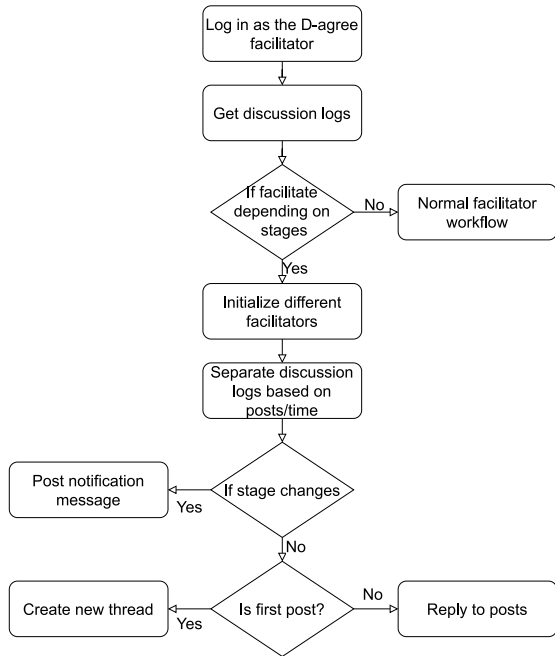 Log in as the D-agree
facilitator
Get discussion logs
If facilitate
depending on
stages
No
Normal facilitator
workflow
Yes
Initialize different
facilitators
Separate discussion
logs based on
posts/time
If stage changes
Yes
Post notification
message
No
Is first post?
Yes
Create new thread
No
Reply to posts